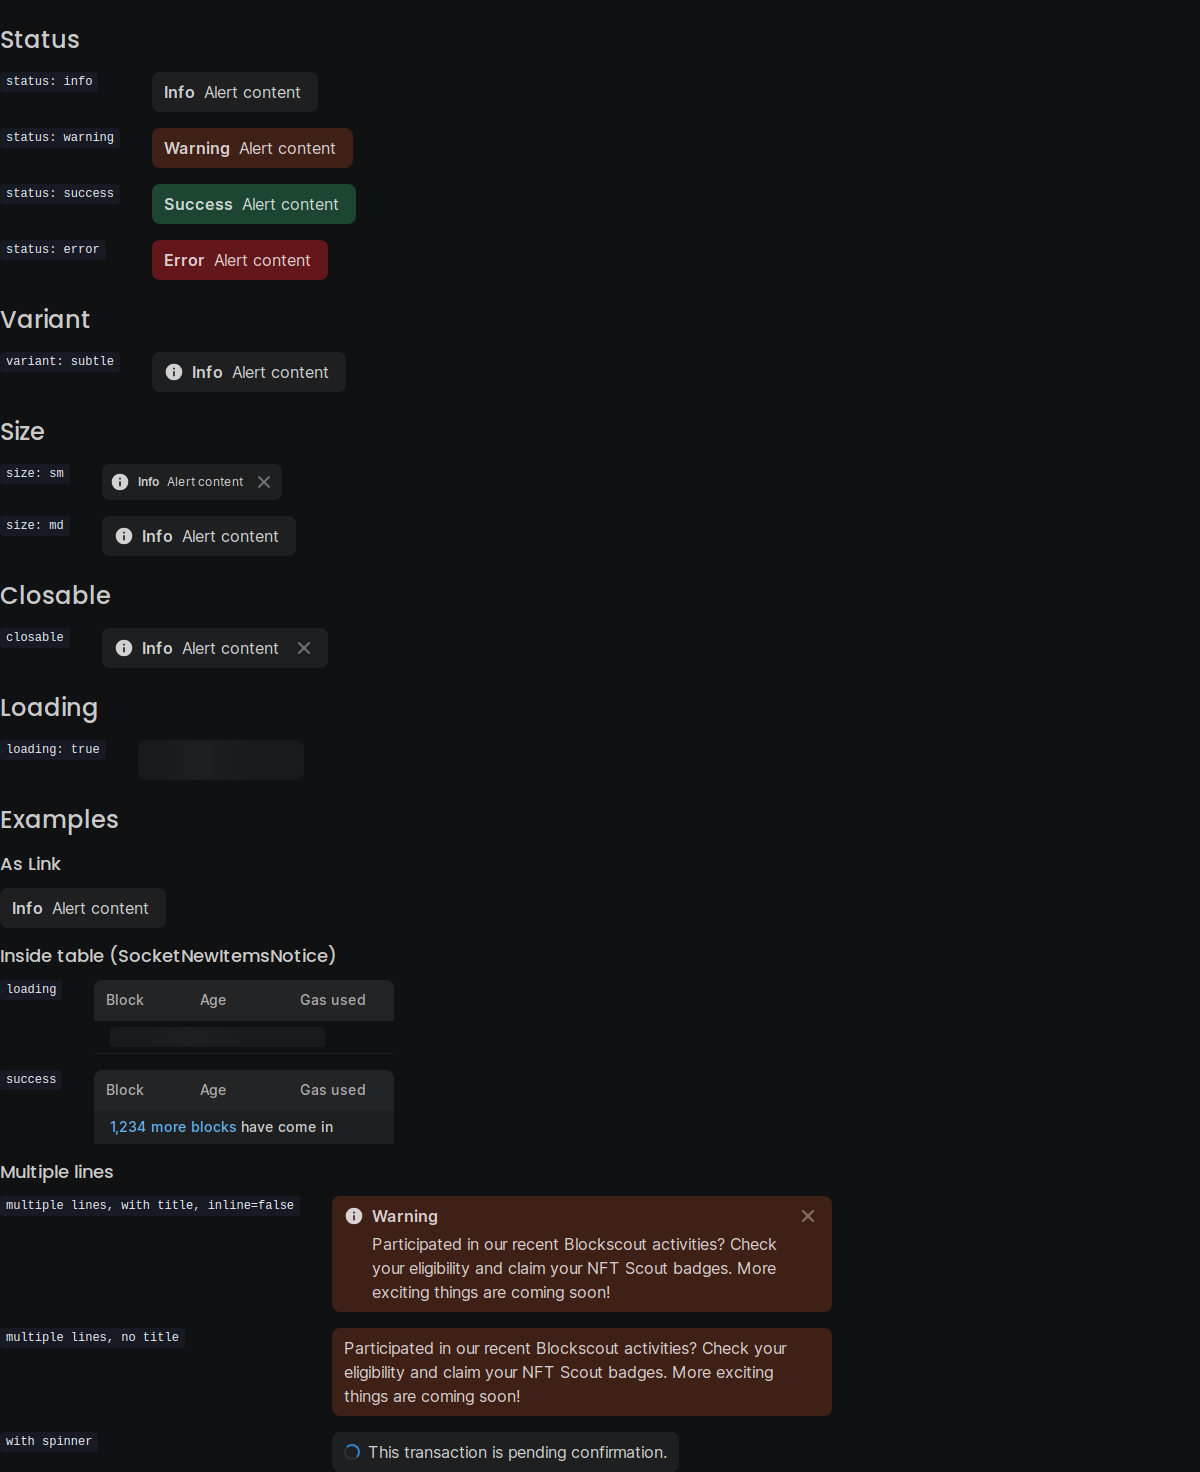 Status
status: info
Info Alert content
status: warning
Warning Alert content
status: success
Success Alert content
status: error
Error Alert content
Variant
variant: subtle
Info Alert content
Size
size: sm
Info Alert content
size: md
Info Alert content
Closable
closable
Info Alert content
Loading
loading: true
Examples
As Link
Info Alert content
Inside table (SocketNewItemsNotice)
loading
Block Age Gas used
success
Block Age Gas used
1,234 more blocks have come in
Multiple lines
multiple lines, with title, inline=false
Warning
Participated in our recent Blockscout activities? Check
your eligibility and claim your NFT Scout badges. More
exciting things are coming soon!
multiple lines, no title
Participated in our recent Blockscout activities? Check your
eligibility and claim your NFT Scout badges. More exciting
things are coming soon!
with spinner
This transaction is pending confirmation.